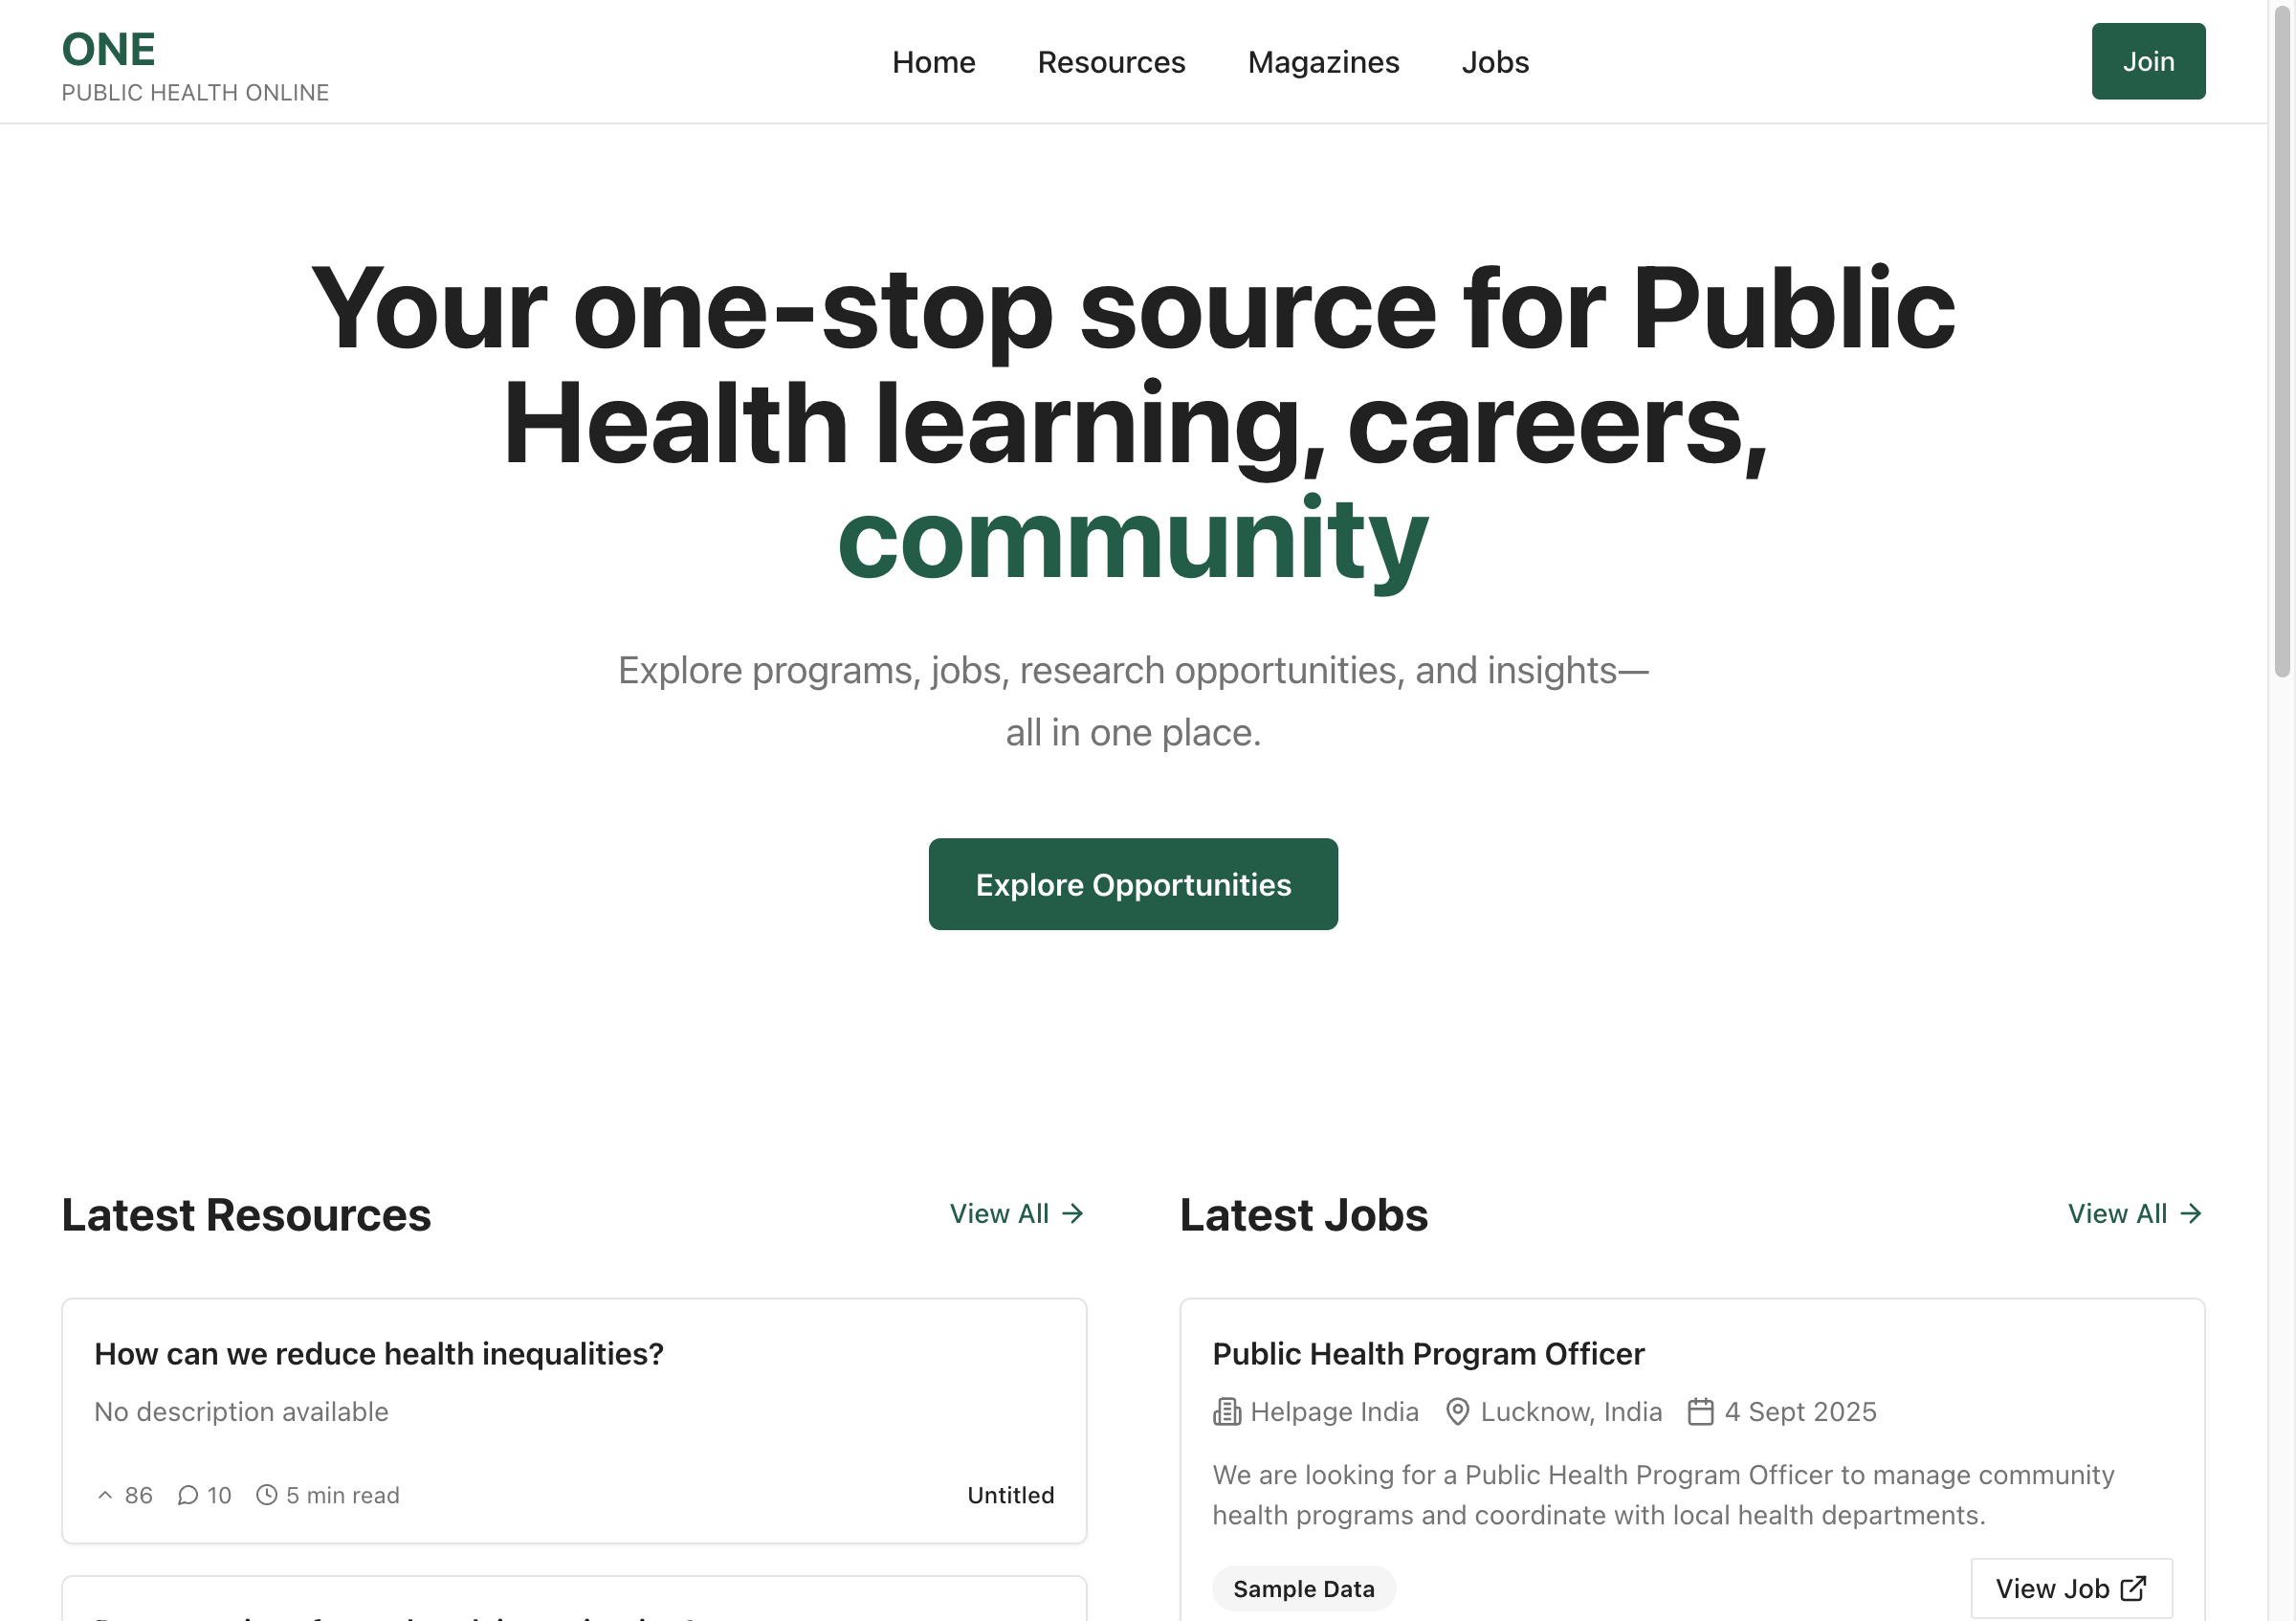 ONE
PUBLIC HEALTH ONLINE
Home
Resources
Magazines
Jobs
Join
Your one-stop source for Public
Health learning, careers,
community
Explore programs, jobs, research opportunities, and insights—
all in one place.
Explore Opportunities
Latest Resources
View All
How can we reduce health inequalities?
No description available
86
10
5 min read
Untitled
Latest Jobs
View All
Public Health Program Officer
Helpage India
Lucknow, India
4 Sept 2025
We are looking for a Public Health Program Officer to manage community
health programs and coordinate with local health departments.
Sample Data
View Job